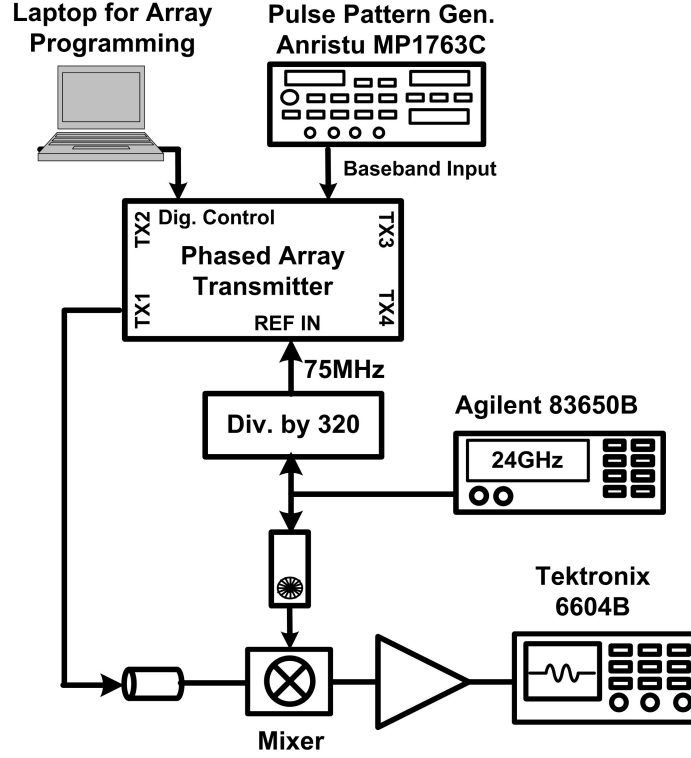 Laptop for Array
Programming
Pulse Pattern Gen.
Anristu MP1763C
Baseband Input
TX2
Dig. Control
TX3
Phased Array
Transmitter
TX1
TX4
REF IN
75MHz
Div. by 320
Agilent 83650B
24GHz
Tektronix
6604B
Mixer